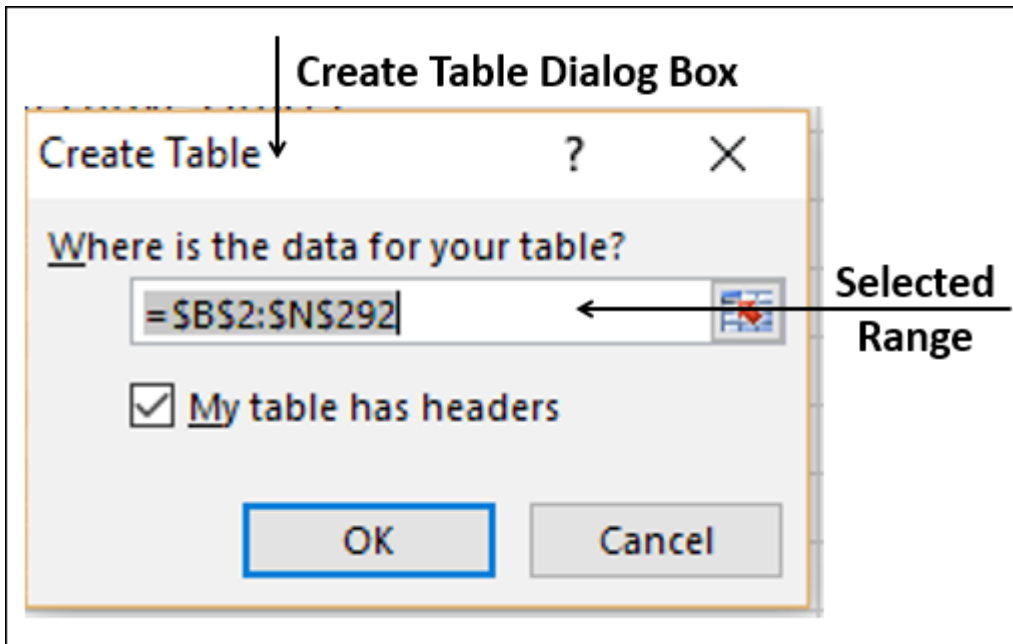 Create Table Dialog Box
Create Table
?
Where is the data for your table?
=$B$2:$N$292
Selected
Range
My table has headers
OK
Cancel